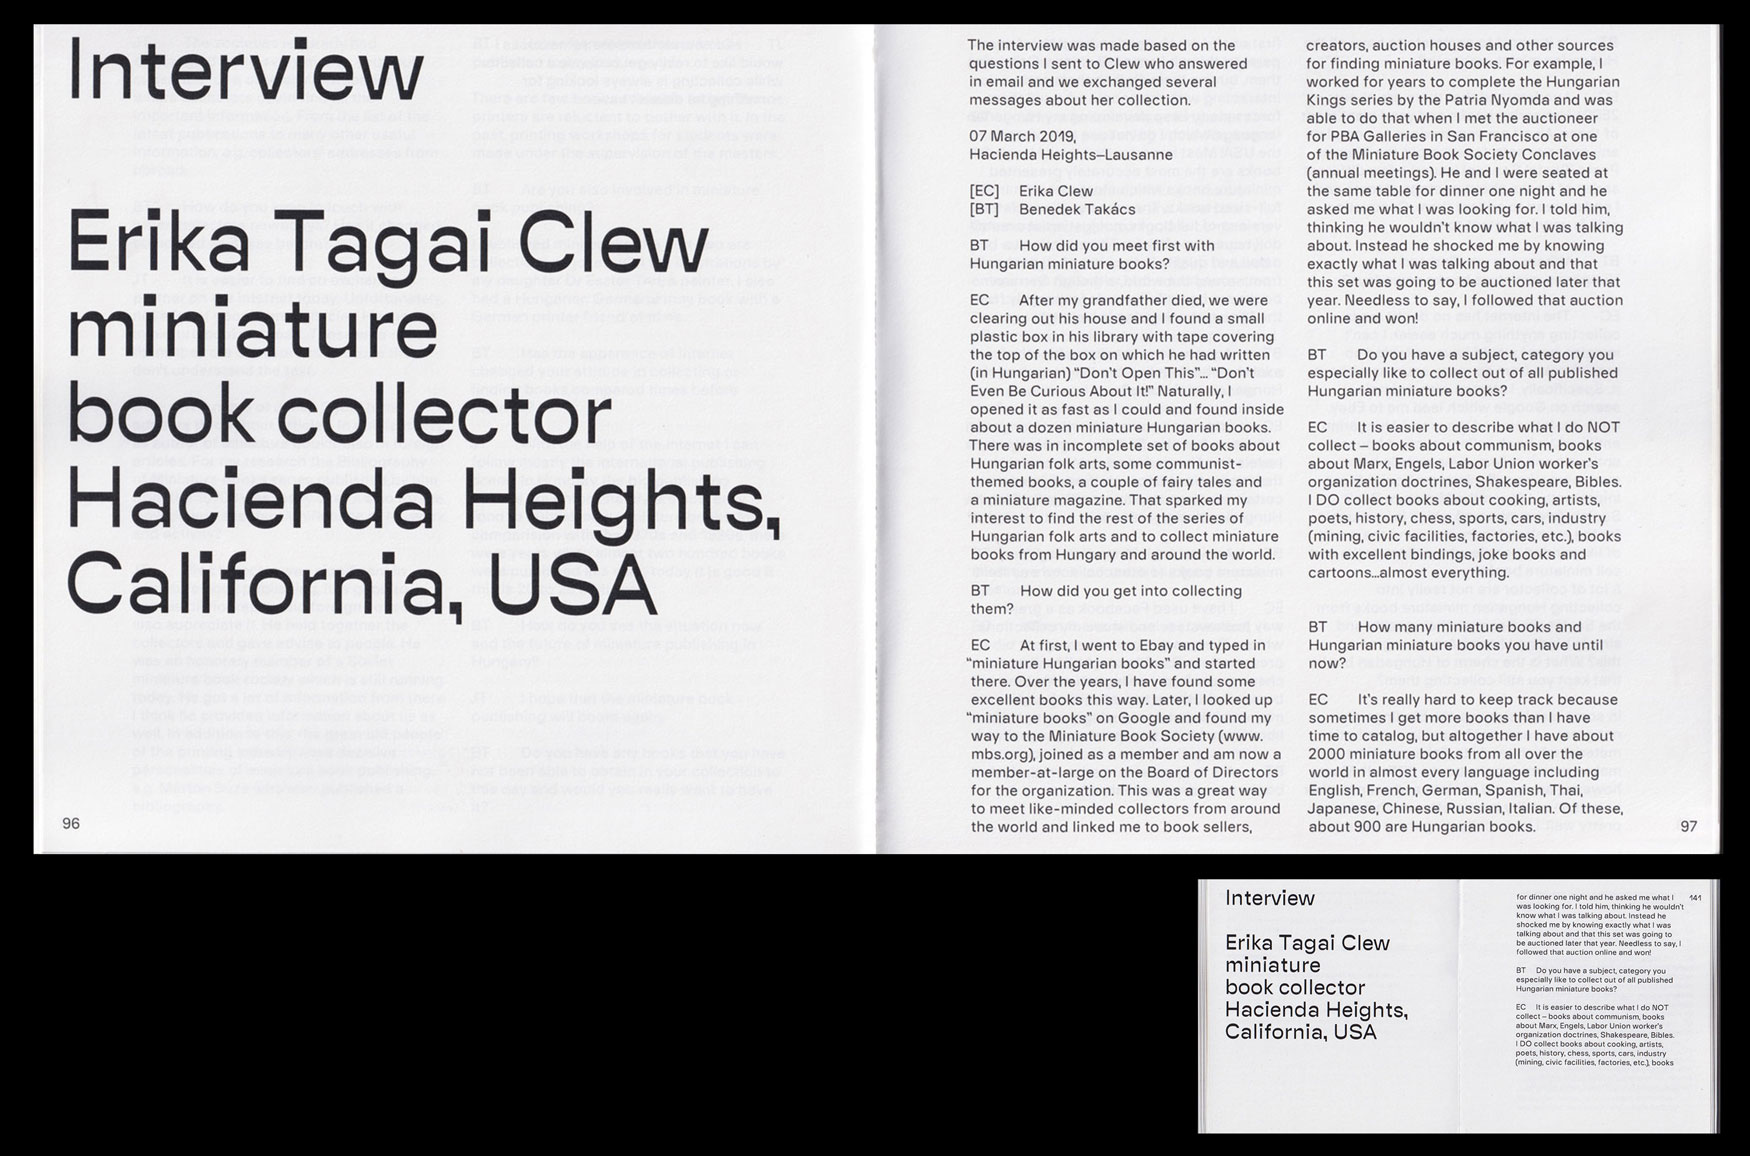 Interview
Erika Tagai Clew
miniature
book collector
Hacienda Heights,
California, USA
96
The interview was made based on the
questions I sent to Clew who answered
in email and we exchanged several
messages about her collection.
07 March 2019,
Hacienda Heights–Lausanne
[EC] Erika Clew
[BT] Benedek Takács
BT How did you meet first with
Hungarian miniature books?
EC After my grandfather died, we were
clearing out his house and I found a small
plastic box in his library with tape covering
the top of the box on which he had written
(in Hungarian) “Don’t Open This”... “Don’t
Even Be Curious About It!” Naturally, I
opened it as fast as I could and found inside
about a dozen miniature Hungarian books.
There was in incomplete set of books about
Hungarian folk arts, some communist-
themed books, a couple of fairy tales and
a miniature magazine. That sparked my
interest to find the rest of the series of
Hungarian folk arts and to collect miniature
books from Hungary and around the world.
BT How did you get into collecting
them?
EC At first, I went to Ebay and typed in
“miniature Hungarian books” and started
there. Over the years, I have found some
excellent books this way. Later, I looked up
“miniature books” on Google and found my
way to the Miniature Book Society (www.
mbs.org), joined as a member and am now a
member-at-large on the Board of Directors
for the organization. This was a great way
to meet like-minded collectors from around
the world and linked me to book sellers,
creators, auction houses and other sources
for finding miniature books. For example, I
worked for years to complete the Hungarian
Kings series by the Patria Nyomda and was
able to do that when I met the auctioneer
for PBA Galleries in San Francisco at one
of the Miniature Book Society Conclaves
(annual meetings). He and I were seated at
the same table for dinner one night and he
asked me what I was looking for. I told him,
thinking he wouldn’t know what I was talking
about. Instead he shocked me by knowing
exactly what I was talking about and that
this set was going to be auctioned later that
year. Needless to say, I followed that auction
online and won!
BT Do you have a subject, category you
especially like to collect out of all published
Hungarian miniature books?
EC It is easier to describe what I do NOT
collect – books about communism, books
about Marx, Engels, Labor Union worker’s
organization doctrines, Shakespeare, Bibles.
I DO collect books about cooking, artists,
poets, history, chess, sports, cars, industry
(mining, civic facilities, factories, etc.), books
with excellent bindings, joke books and
cartoons...almost everything.
BT How many miniature books and
Hungarian miniature books you have until
now?
EC It’s really hard to keep track because
sometimes I get more books than I have
time to catalog, but altogether I have about
2000 miniature books from all over the
world in almost every language including
English, French, German, Spanish, Thai,
Japanese, Chinese, Russian, Italian. Of these,
about 900 are Hungarian books.
97
Interview
Erika Tagai Clew
miniature
book collector
Hacienda Heights,
California, USA
for dinner one night and he asked me what I
141
was looking for. I told him, thinking he wouldn’t
know what I was talking about. Instead he
shocked me by knowing exactly what I was
talking about and that this set was going to
be auctioned later that year. Needless to say, I
followed that auction online and won!
BT Do you have a subject, category you
especially like to collect out of all published
Hungarian miniature books?
EC It is easier to describe what I do NOT
collect – books about communism, books
about Marx, Engels, Labor Union worker’s
organization doctrines, Shakespeare, Bibles.
I DO collect books about cooking, artists,
poets, history, chess, sports, cars, industry
(mining, civic facilities, factories, etc.), books